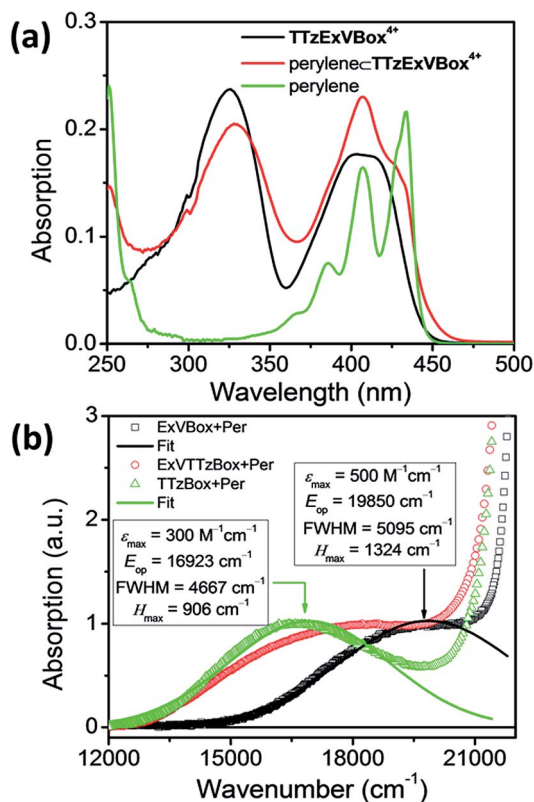 (a)
0.3
0.2
0.1
0.0
Absorption
TTzExVBox⁴⁺
perylene⊂TTzExVBox⁴⁺
perylene
250 300 350 400 450 500
Wavelength (nm)
(b)
3
2
1
0
Absorption (a.u.)
ExVBox+Per
Fit
ExVTTzBox+Per
TTzBox+Per
Fit
εmax = 500 M⁻¹cm⁻¹
Eop = 19850 cm⁻¹
FWHM = 5095 cm⁻¹
Hmax = 1324 cm⁻¹
εmax = 300 M⁻¹cm⁻¹
Eop = 16923 cm⁻¹
FWHM = 4667 cm⁻¹
Hmax = 906 cm⁻¹
12000 15000 18000 21000
Wavenumber (cm⁻¹)